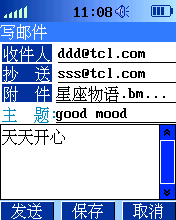 11:08
写邮件
收件人 ddd@tcl.com
抄 送 sss@tcl.com
附 件 星座物语.bm...
主 题:good mood
天天开心
发送 保存 取消